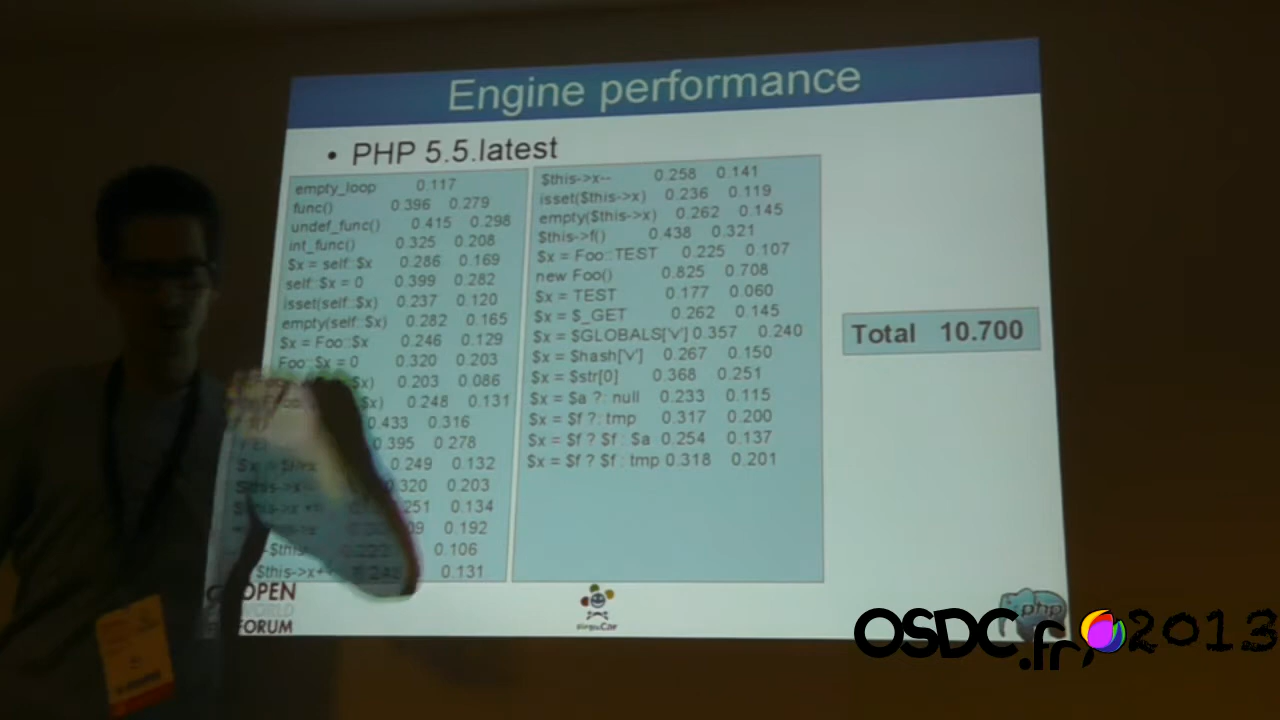 Engine performance
• PHP 5.5.latest
empty_loop 0.117
func() 0.396 0.279
undef_func() 0.415 0.298
int_func() 0.325 0.208
$x = self::$x 0.286 0.169
self::$x = 0 0.399 0.282
isset(self::$x) 0.237 0.120
empty(self::$x) 0.282 0.165
$x = Foo::$x 0.246 0.129
Foo::$x = 0 0.320 0.203
$x) 0.203 0.086
$x) 0.248 0.131
0.433 0.316
0.395 0.278
0.249 0.132
0.320 0.203
0.251 0.134
0.192
0.106
$this->x++ 0.131
$this->x-- 0.258 0.141
isset($this->x) 0.236 0.119
empty($this->x) 0.262 0.145
$this->f() 0.438 0.321
$x = Foo::TEST 0.225 0.107
new Foo() 0.825 0.708
$x = TEST 0.177 0.060
$x = $_GET 0.262 0.145
$x = $GLOBALS['v'] 0.357 0.240
$x = $hash['v'] 0.267 0.150
$x = $str[0] 0.368 0.251
$x = $a ?: null 0.233 0.115
$x = $f ?: tmp 0.317 0.200
$x = $f ? $f : $a 0.254 0.137
$x = $f ? $f : tmp 0.318 0.201
Total 10.700
OPEN
WORLD
FORUM
php
OSDC.fr 2013